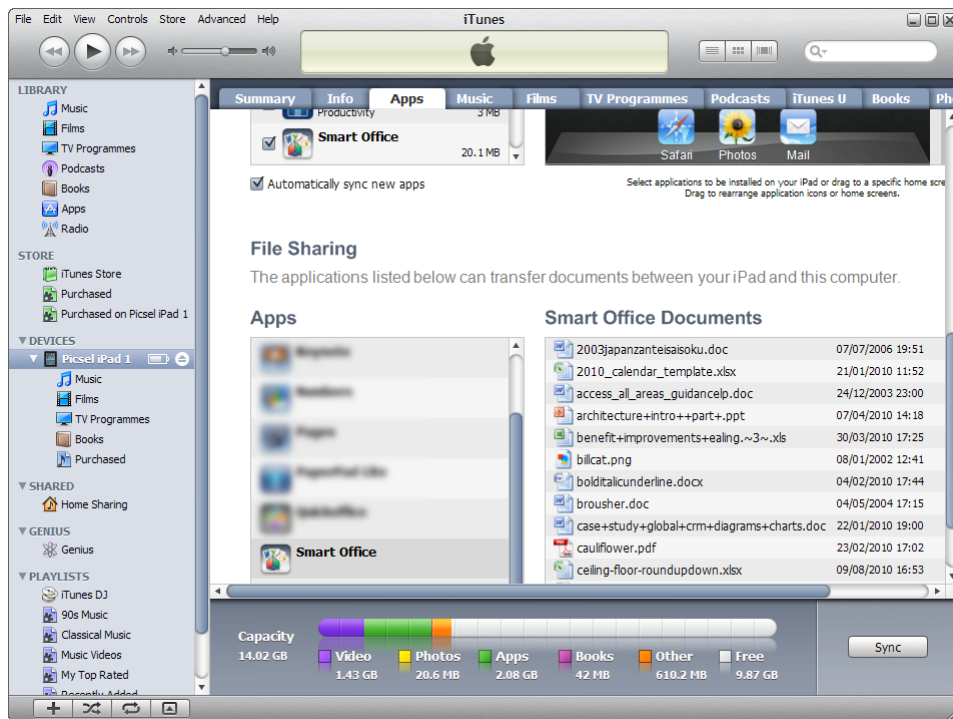 File Edit View Controls Store Advanced Help
iTunes
LIBRARY
Music
Films
TV Programmes
Podcasts
Books
Apps
Radio
STORE
iTunes Store
Purchased
Purchased on Picsel iPad 1
DEVICES
Picsel iPad 1
Music
Films
TV Programmes
Books
Purchased
SHARED
Home Sharing
GENIUS
Genius
PLAYLISTS
iTunes DJ
90s Music
Classical Music
Music Videos
My Top Rated
Recently Added
Summary Info Apps Music Films TV Programmes Podcasts iTunes U Books Ph
Productivity 3 MB
Smart Office
20.1 MB
Automatically sync new apps
Safari Photos Mail
Select applications to be installed on your iPad or drag to a specific home scre
Drag to rearrange application icons or home screens.
File Sharing
The applications listed below can transfer documents between your iPad and this computer.
Apps
Keynote
Numbers
Pages
PaperPad Lite
Quickoffice
Smart Office
Smart Office Documents
2003japanzanteisaisoku.doc 07/07/2006 19:51
2010_calendar_template.xlsx 21/01/2010 11:52
access_all_areas_guidancelp.doc 24/12/2003 23:00
architecture+intro++part+.ppt 07/04/2010 14:18
benefit+improvements+ealing.~3~.xls 30/03/2010 17:25
billcat.png 08/01/2002 12:41
bolditalicunderline.docx 04/02/2010 17:44
brousher.doc 04/05/2004 17:15
case+study+global+crm+diagrams+charts.doc 22/01/2010 19:00
cauliflower.pdf 23/02/2010 17:02
ceiling-floor-roundupdown.xlsx 09/08/2010 16:53
Capacity
14.02 GB
Video Photos Apps Books Other Free
1.43 GB 20.6 MB 2.08 GB 42 MB 610.2 MB 9.87 GB
Sync